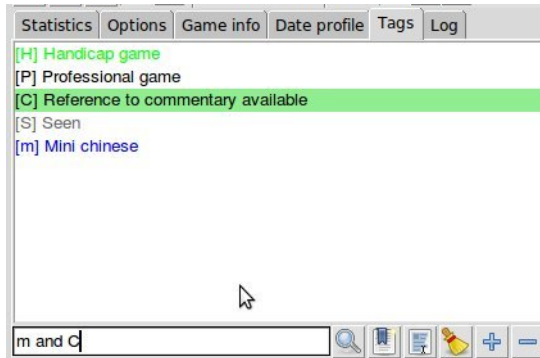 Statistics Options Game info Date profile Tags Log
[H] Handicap game
[P] Professional game
[C] Reference to commentary available
[S] Seen
[m] Mini chinese
m and C